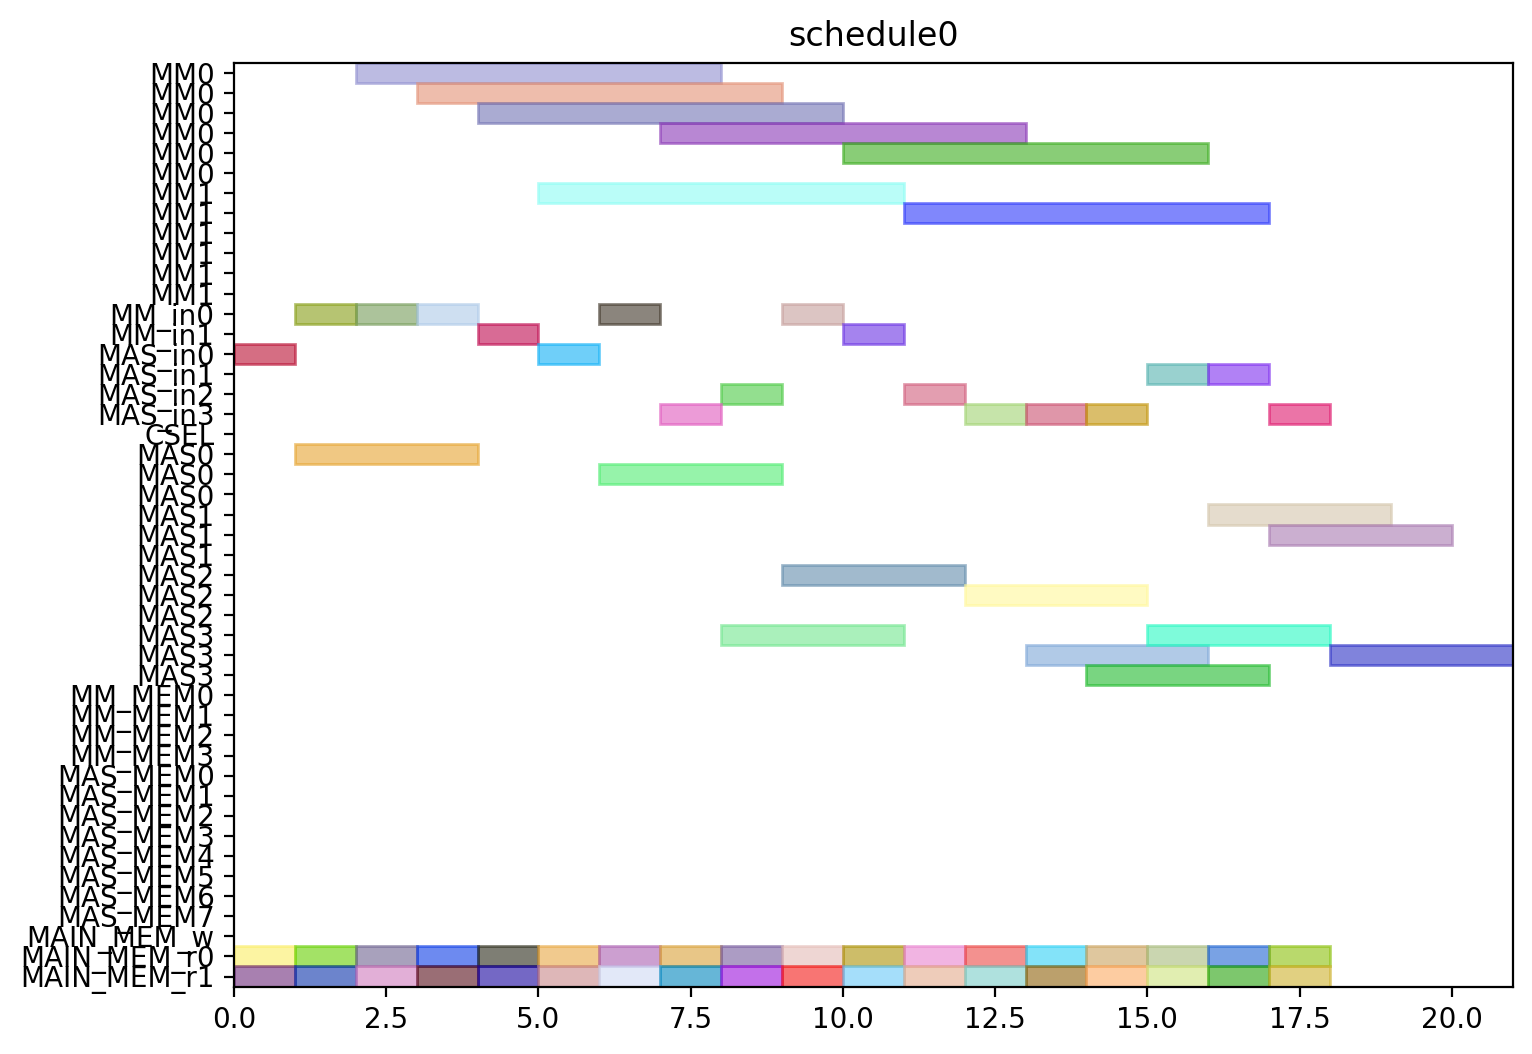 schedule0
MM0
MM0
MM0
MM0
MM0
MM0
MM1
MM1
MM1
MM1
MM1
MM1
MM_in0
MM_in1
MAS_in0
MAS_in1
MAS_in2
MAS_in3
CSEL
MAS0
MAS0
MAS0
MAS1
MAS1
MAS1
MAS2
MAS2
MAS2
MAS3
MAS3
MAS3
MM_MEM0
MM_MEM1
MM_MEM2
MM_MEM3
MAS_MEM0
MAS_MEM1
MAS_MEM2
MAS_MEM3
MAS_MEM4
MAS_MEM5
MAS_MEM6
MAS_MEM7
MAIN_MEM_w
MAIN_MEM_r0
MAIN_MEM_r1
0.0 2.5 5.0 7.5 10.0 12.5 15.0 17.5 20.0